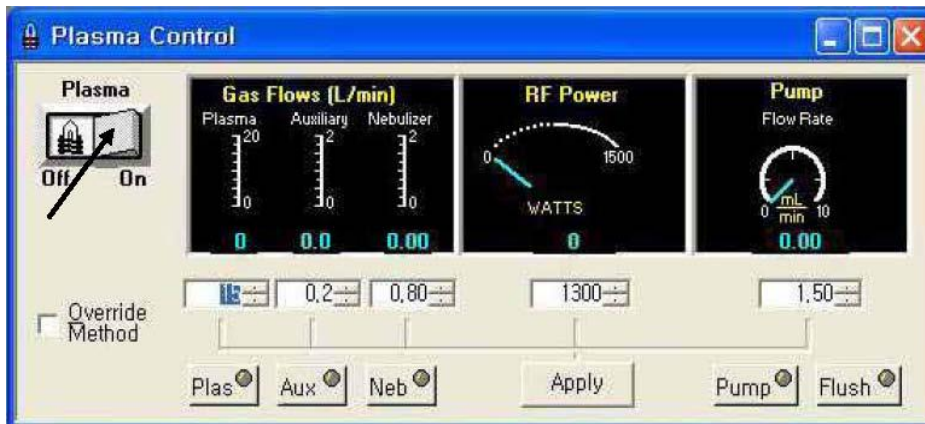 Plasma Control
Plasma
Off On
Gas Flows (L/min)
Plasma Auxiliary Nebulizer
20 2 2
0 0 0
0 0.0 0.00
RF Power
0 1500
WATTS
0
Pump
Flow Rate
0 mL/min 10
0.00
15 0.2 0.80 1300 1.50
Override
Method
Plas Aux Neb Apply Pump Flush